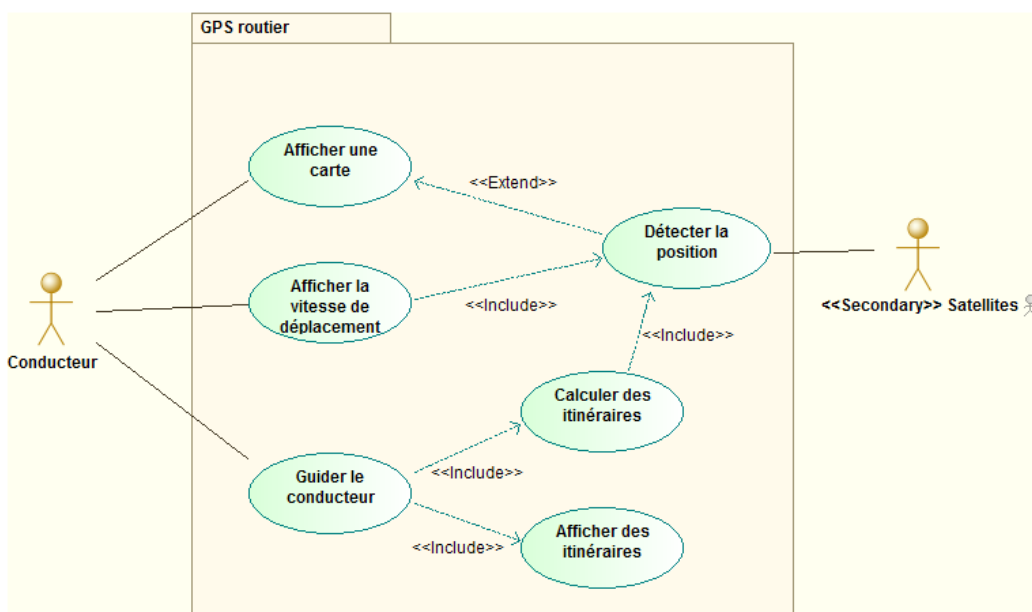 GPS routier
Afficher une
carte
<<Extend>>
Détecter la
position
Afficher la
vitesse de
déplacement
<<Include>>
<<Secondary>> Satellites
<<Include>>
Conducteur
Calculer des
itinéraires
Guider le
conducteur
<<Include>>
Afficher des
itinéraires
<<Include>>